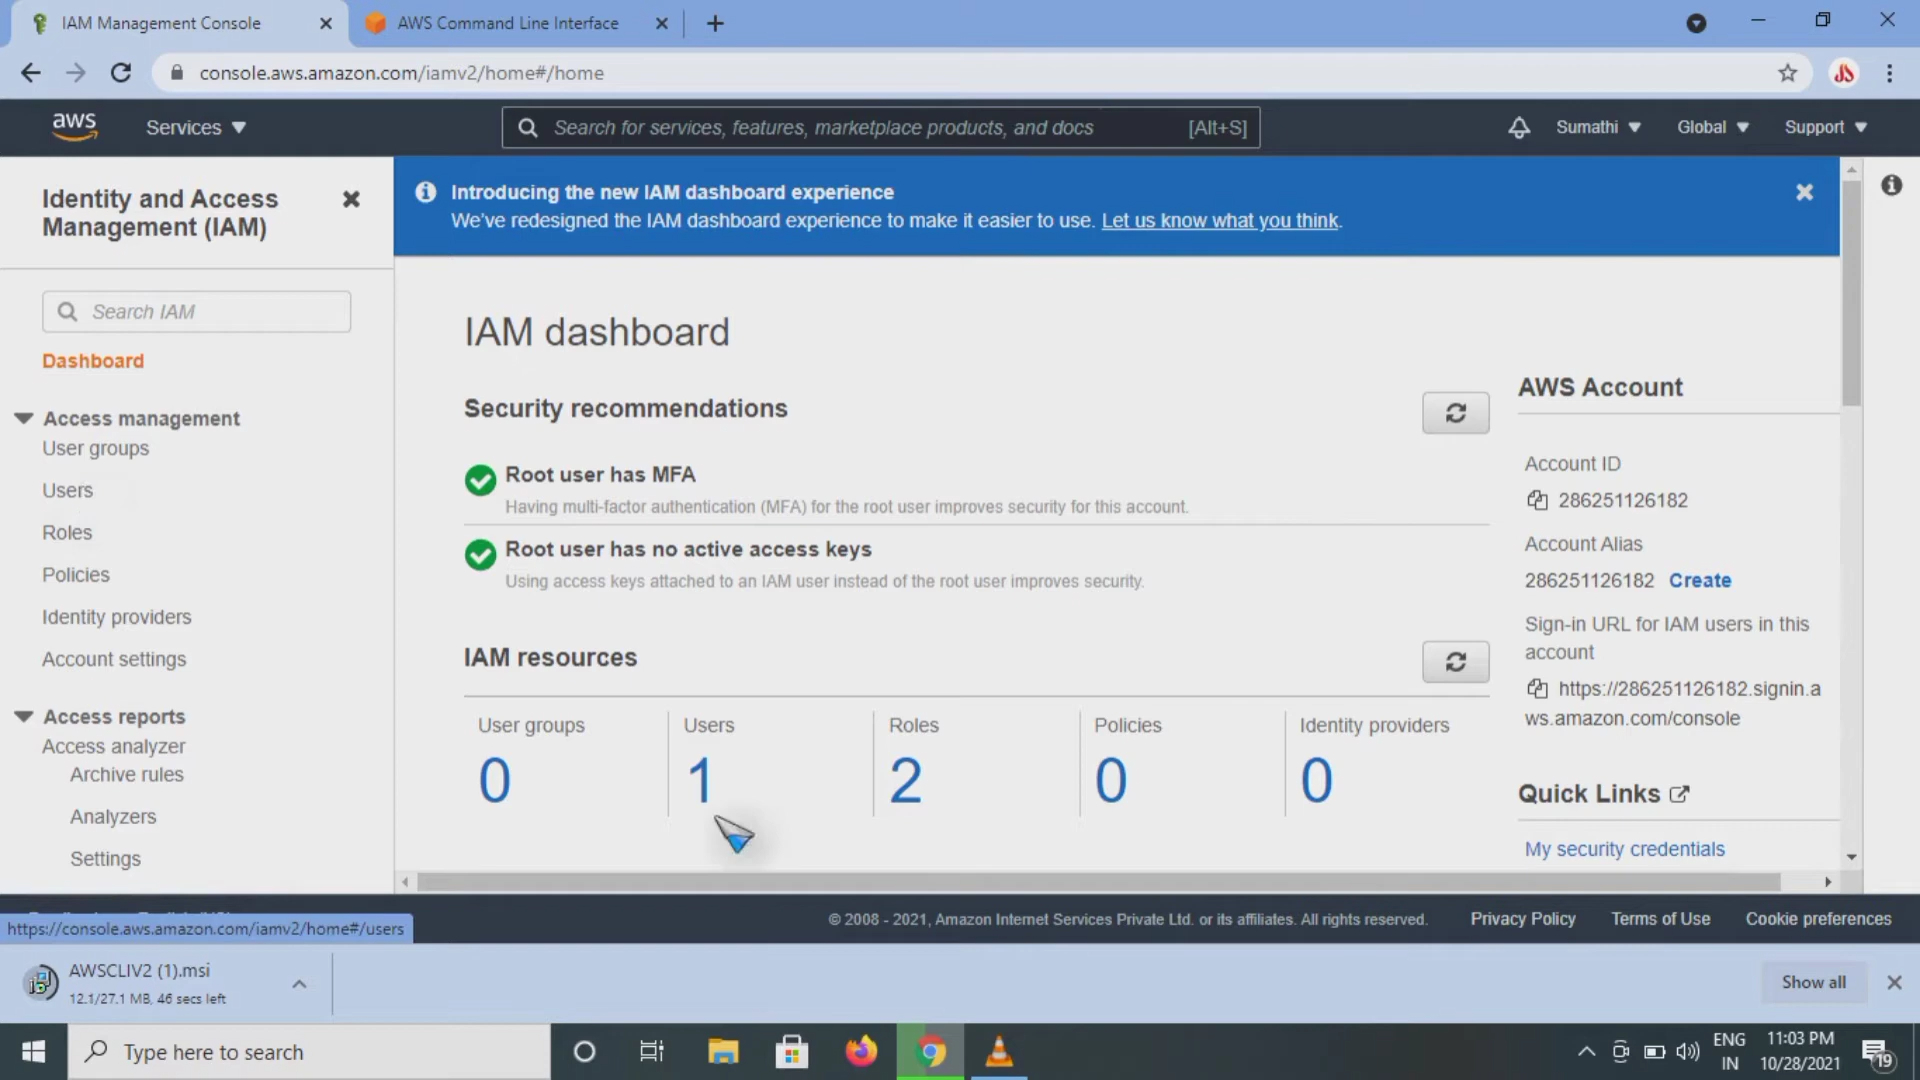 IAM Management Console
AWS Command Line Interface
console.aws.amazon.com/iamv2/home#/home
aws
Services
Search for services, features, marketplace products, and docs
[Alt+S]
Sumathi
Global
Support
Identity and Access
Management (IAM)
Search IAM
Dashboard
Access management
User groups
Users
Roles
Policies
Identity providers
Account settings
Access reports
Access analyzer
Archive rules
Analyzers
Settings
Introducing the new IAM dashboard experience
We've redesigned the IAM dashboard experience to make it easier to use. Let us know what you think.
IAM dashboard
Security recommendations
Root user has MFA
Having multi-factor authentication (MFA) for the root user improves security for this account.
Root user has no active access keys
Using access keys attached to an IAM user instead of the root user improves security.
IAM resources
User groups
0
Users
1
Roles
2
Policies
0
Identity providers
0
AWS Account
Account ID
286251126182
Account Alias
286251126182 Create
Sign-in URL for IAM users in this
account
https://286251126182.signin.a
ws.amazon.com/console
Quick Links
My security credentials
© 2008 - 2021, Amazon Internet Services Private Ltd. or its affiliates. All rights reserved.
Privacy Policy
Terms of Use
Cookie preferences
https://console.aws.amazon.com/iamv2/home#/users
AWSCLIV2 (1).msi
12.1/27.1 MB, 46 secs left
Show all
Type here to search
ENG
IN
11:03 PM
10/28/2021
19